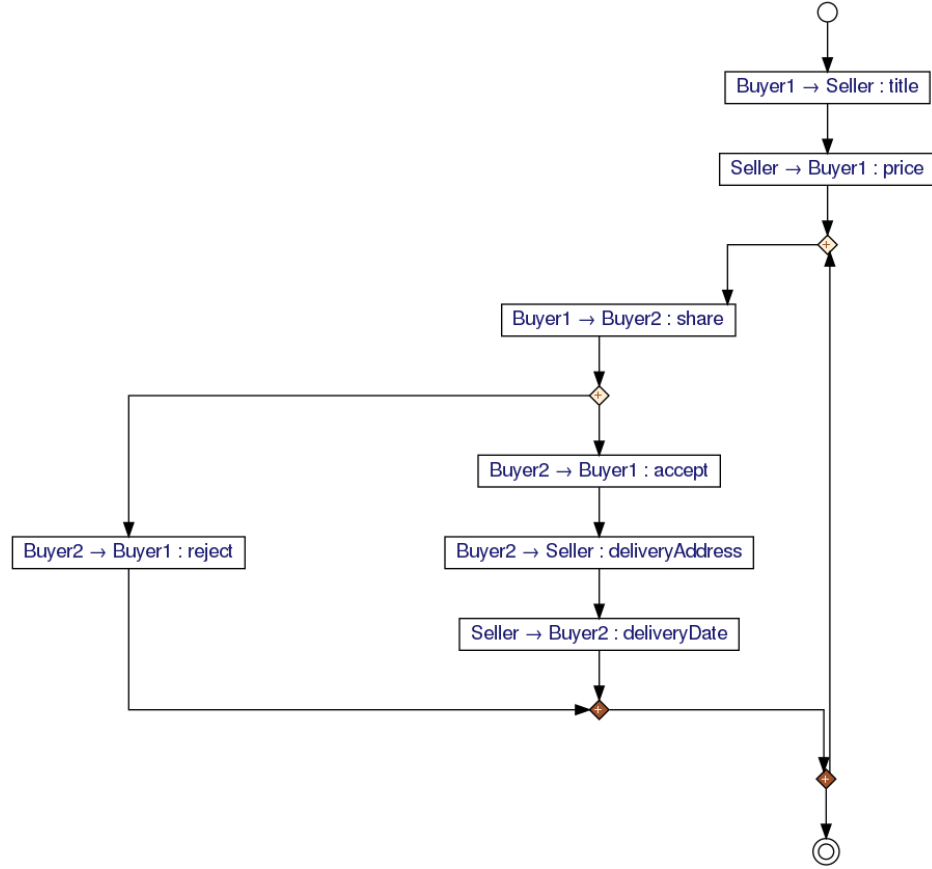 Buyer1 → Seller : title
Seller → Buyer1 : price
+
Buyer1 → Buyer2 : share
+
Buyer2 → Buyer1 : accept
Buyer2 → Buyer1 : reject
Buyer2 → Seller : deliveryAddress
Seller → Buyer2 : deliveryDate
+
+